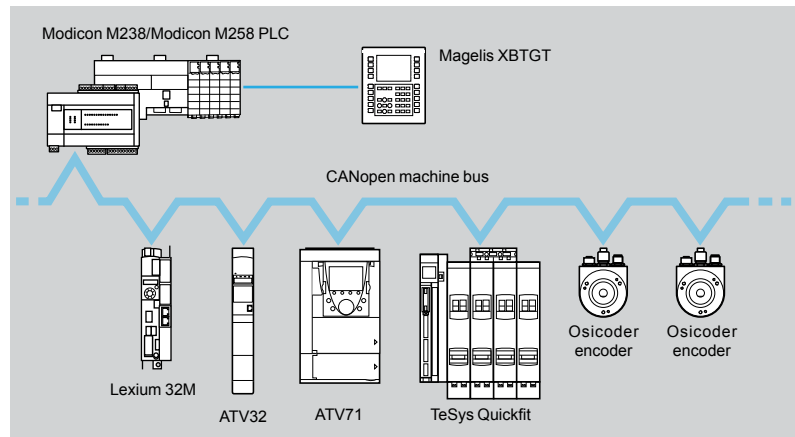 Modicon M238/Modicon M258 PLC
Magelis XBTGT
CANopen machine bus
Lexium 32M
ATV32
ATV71
TeSys Quickfit
Osicoder
encoder
Osicoder
encoder